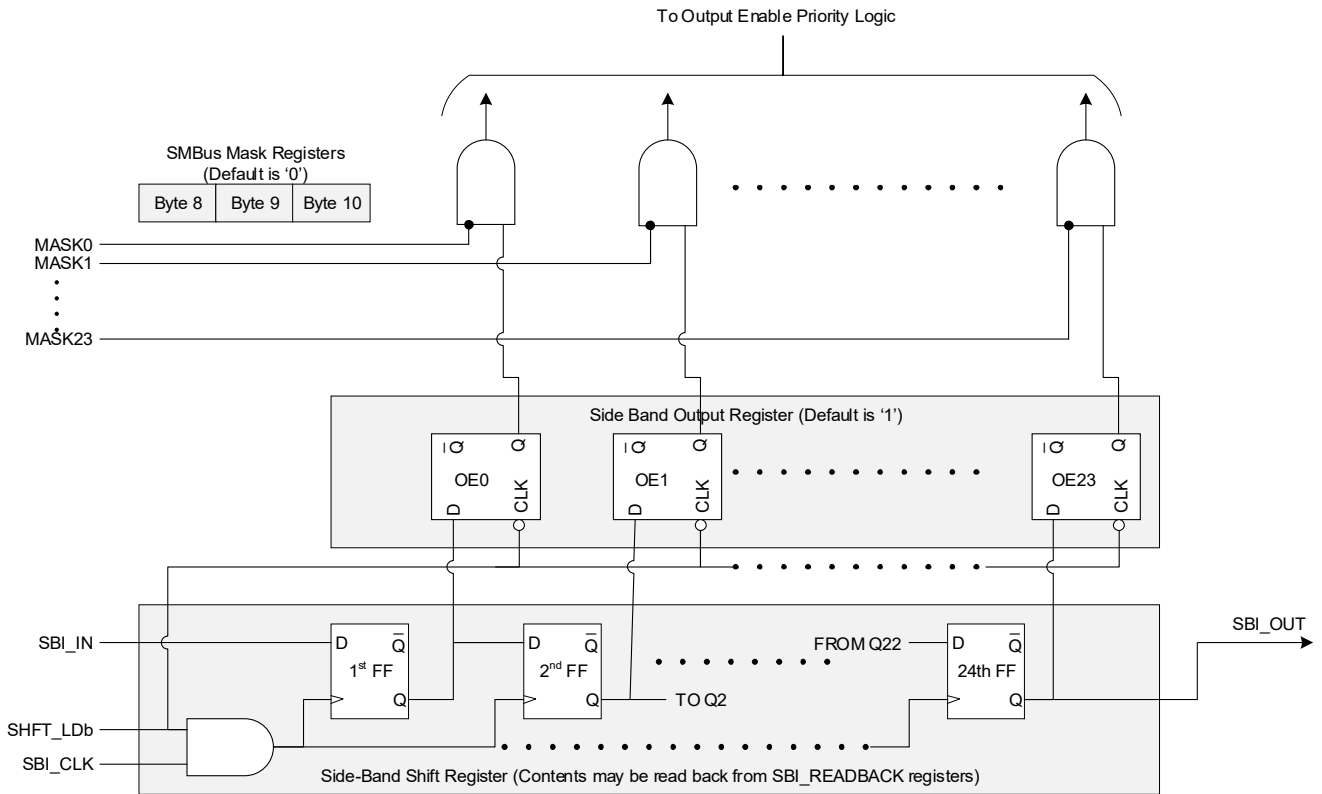 To Output Enable Priority Logic
SMBus Mask Registers
(Default is ‘0’)
Byte 8 Byte 9 Byte 10
MASK0
MASK1
MASK23
Side Band Output Register (Default is ‘1’)
Q Q Q Q Q Q
OE0 OE1 OE23
D CLK D CLK D CLK
SBI_IN
D Q D Q FROM Q22 D Q
SBI_OUT
1st FF 2nd FF 24th FF
Q Q TO Q2 Q
SHFT_LDb
SBI_CLK
Side-Band Shift Register (Contents may be read back from SBI_READBACK registers)